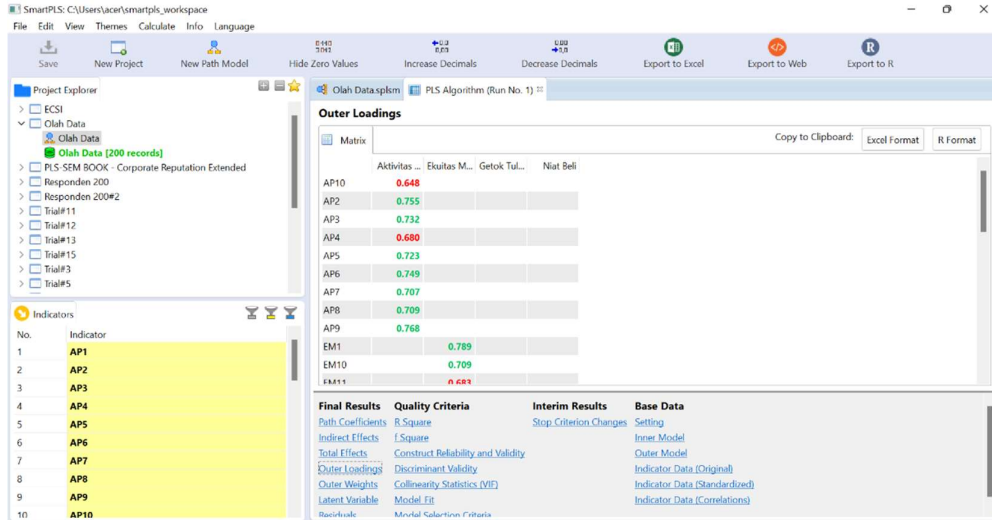 SmartPLS: C:\Users\acer\smartpls_workspace
File Edit View Themes Calculate Info Language
Save New Project New Path Model Hide Zero Values Increase Decimals Decrease Decimals Export to Excel Export to Web Export to R
Project Explorer
ECSI
Olah Data
Olah Data
Olah Data [200 records]
PLS-SEM BOOK - Corporate Reputation Extended
Responden 200
Responden 200#2
Trial#11
Trial#12
Trial#13
Trial#15
Trial#3
Trial#5
Indicators
No. Indicator
1 AP1
2 AP2
3 AP3
4 AP4
5 AP5
6 AP6
7 AP7
8 AP8
9 AP9
10 AP10
Olah Data.splsm PLS Algorithm (Run No. 1)
Outer Loadings
Matrix Copy to Clipboard: Excel Format R Format
Aktivitas ... Ekuitas M... Getok Tul... Niat Beli
AP10 0.648
AP2 0.755
AP3 0.732
AP4 0.680
AP5 0.723
AP6 0.749
AP7 0.707
AP8 0.709
AP9 0.768
EM1 0.789
EM10 0.709
EM11 0.683
Final Results Quality Criteria Interim Results Base Data
Path Coefficients R Square Stop Criterion Changes Setting
Indirect Effects f Square Inner Model
Total Effects Construct Reliability and Validity Outer Model
Outer Loadings Discriminant Validity Indicator Data (Original)
Outer Weights Collinearity Statistics (VIF) Indicator Data (Standardized)
Latent Variable Model Fit Indicator Data (Correlations)
Residuals Model Selection Criteria